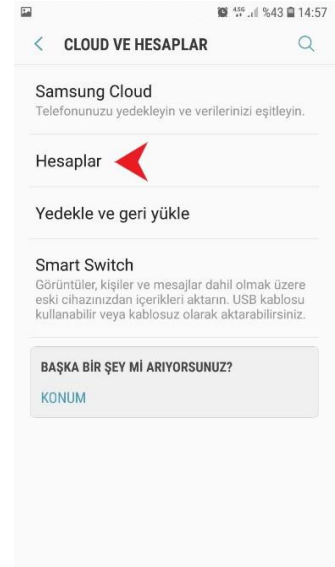 %43 14:57
CLOUD VE HESAPLAR
Samsung Cloud
Telefonunuzu yedekleyin ve verilerinizi eşitleyin.
Hesaplar
Yedekle ve geri yükle
Smart Switch
Görüntüler, kişiler ve mesajlar dahil olmak üzere
eski cihazınızdan içerikleri aktarın. USB kablosu
kullanabilir veya kablosuz olarak aktarabilirsiniz.
BAŞKA BİR ŞEY Mİ ARIYORSUNUZ?
KONUM